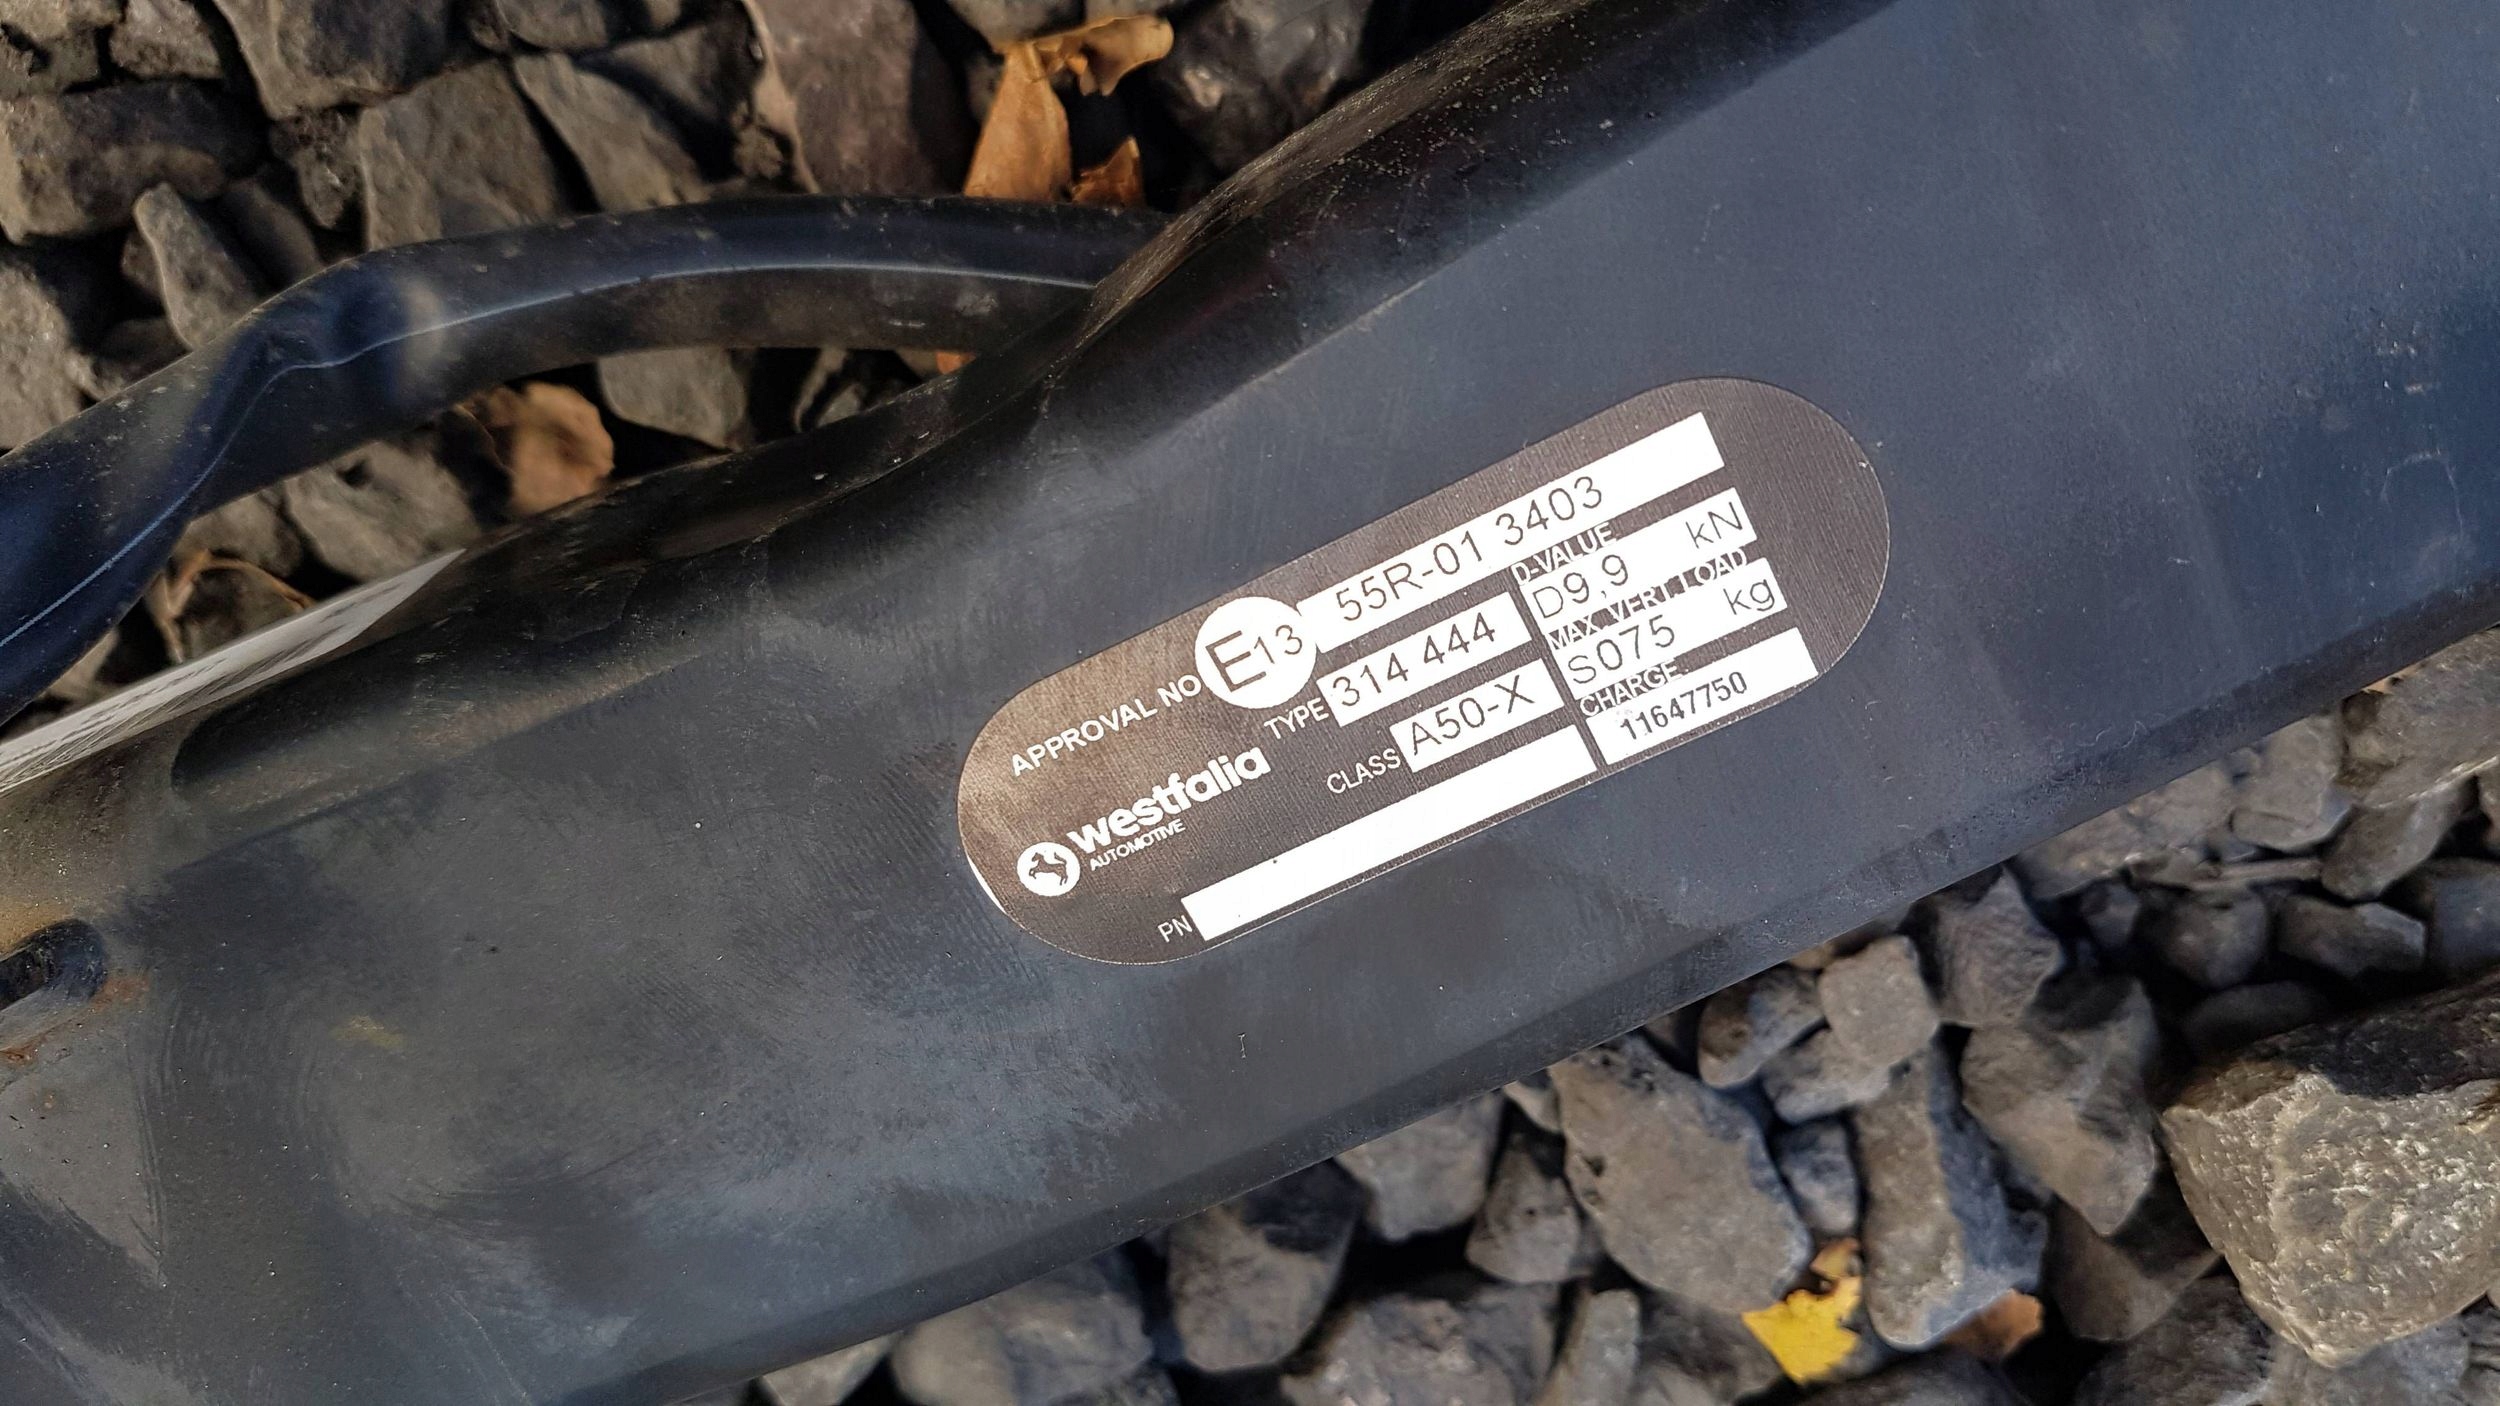 APPROVAL NO E13 55R-01 3403
TYPE 314 444
D-VALUE
D9,9 kN
westfalia
AUTOMOTIVE
CLASS A50-X
MAX. VERT. LOAD
S075 kg
CHARGE
11647750
PN